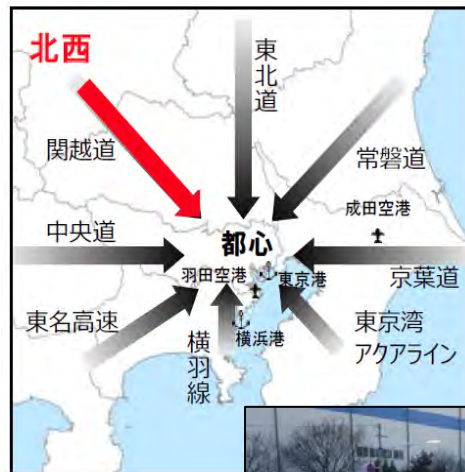 北西
東北道
関越道
常磐道
成田空港
中央道
都心
羽田空港
東京港
京葉道
東名高速
横浜港
横羽線
東京湾
アクアライン